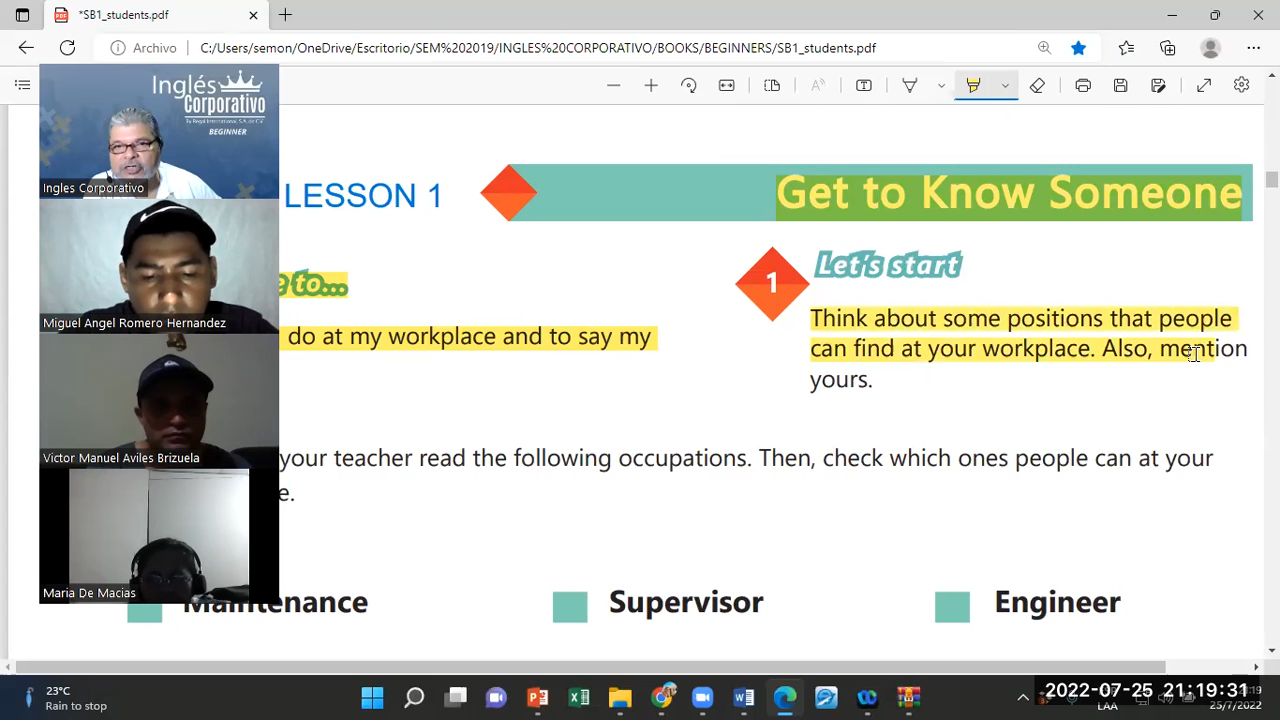 *SB1_students.pdf
Archivo
C:/Users/semon/OneDrive/Escritorio/SEM%202019/INGLES%20CORPORATIVO/BOOKS/BEGINNERS/SB1_students.pdf
Inglés
Corporativo
By Regal International, S.A. de C.V.
BEGINNER
Ingles Corporativo
Miguel Angel Romero Hernandez
Victor Manuel Aviles Brizuela
Maria De Macias
LESSON 1
Get to Know Someone
to...
do at my workplace and to say my
1
Let's start
Think about some positions that people
can find at your workplace. Also, mention
yours.
your teacher read the following occupations. Then, check which ones people can at your
e.
Maintenance
Supervisor
Engineer
23°C
Rain to stop
LAA
2022-07-25 21:19:31
25/7/2022